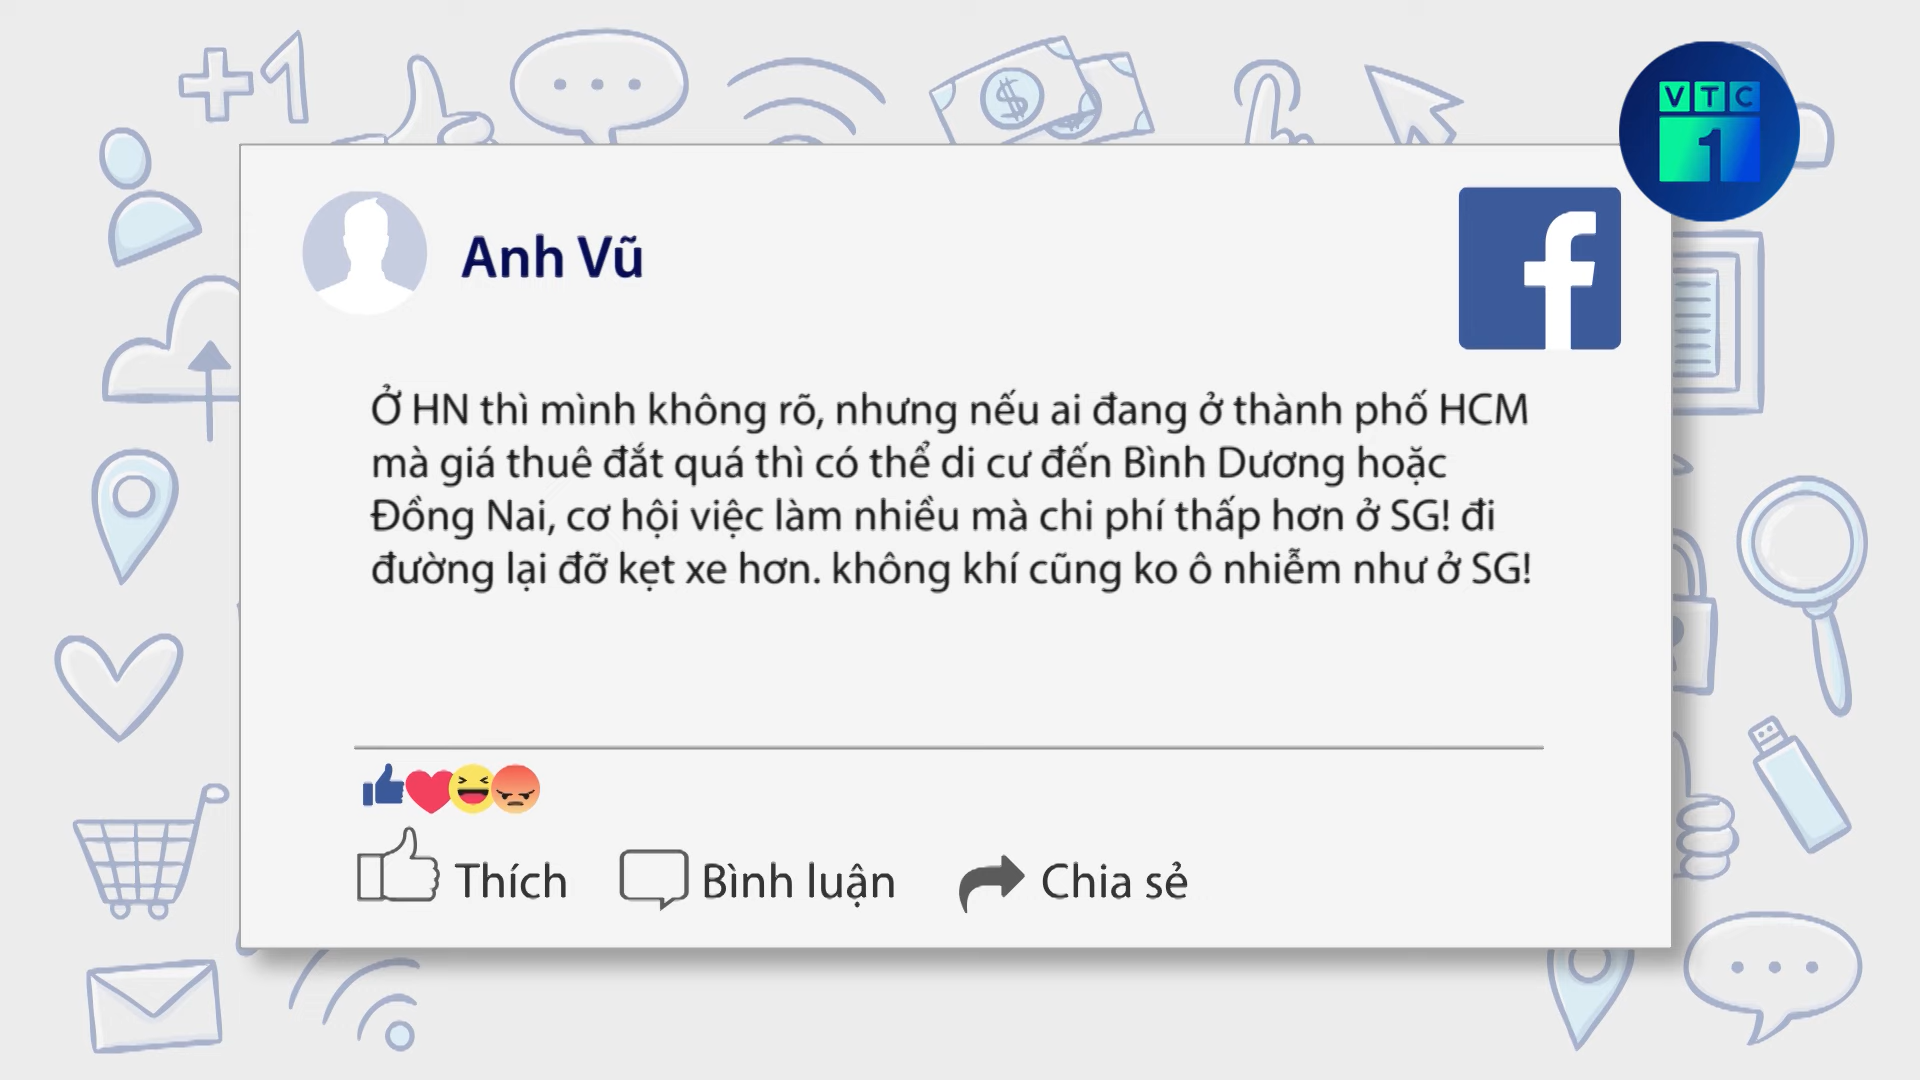 +1
VTC
1
Anh Vũ
f
Ở HN thì mình không rõ, nhưng nếu ai đang ở thành phố HCM
mà giá thuê đắt quá thì có thể di cư đến Bình Dương hoặc
Đồng Nai, cơ hội việc làm nhiều mà chi phí thấp hơn ở SG! đi
đường lại đỡ kẹt xe hơn. không khí cũng ko ô nhiễm như ở SG!
Thích Bình luận Chia sẻ